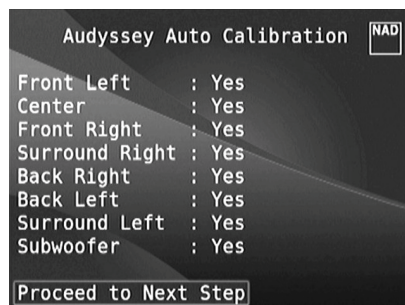 Audyssey Auto Calibration
NAD
Front Left : Yes
Center : Yes
Front Right : Yes
Surround Right : Yes
Back Right : Yes
Back Left : Yes
Surround Left : Yes
Subwoofer : Yes
Proceed to Next Step